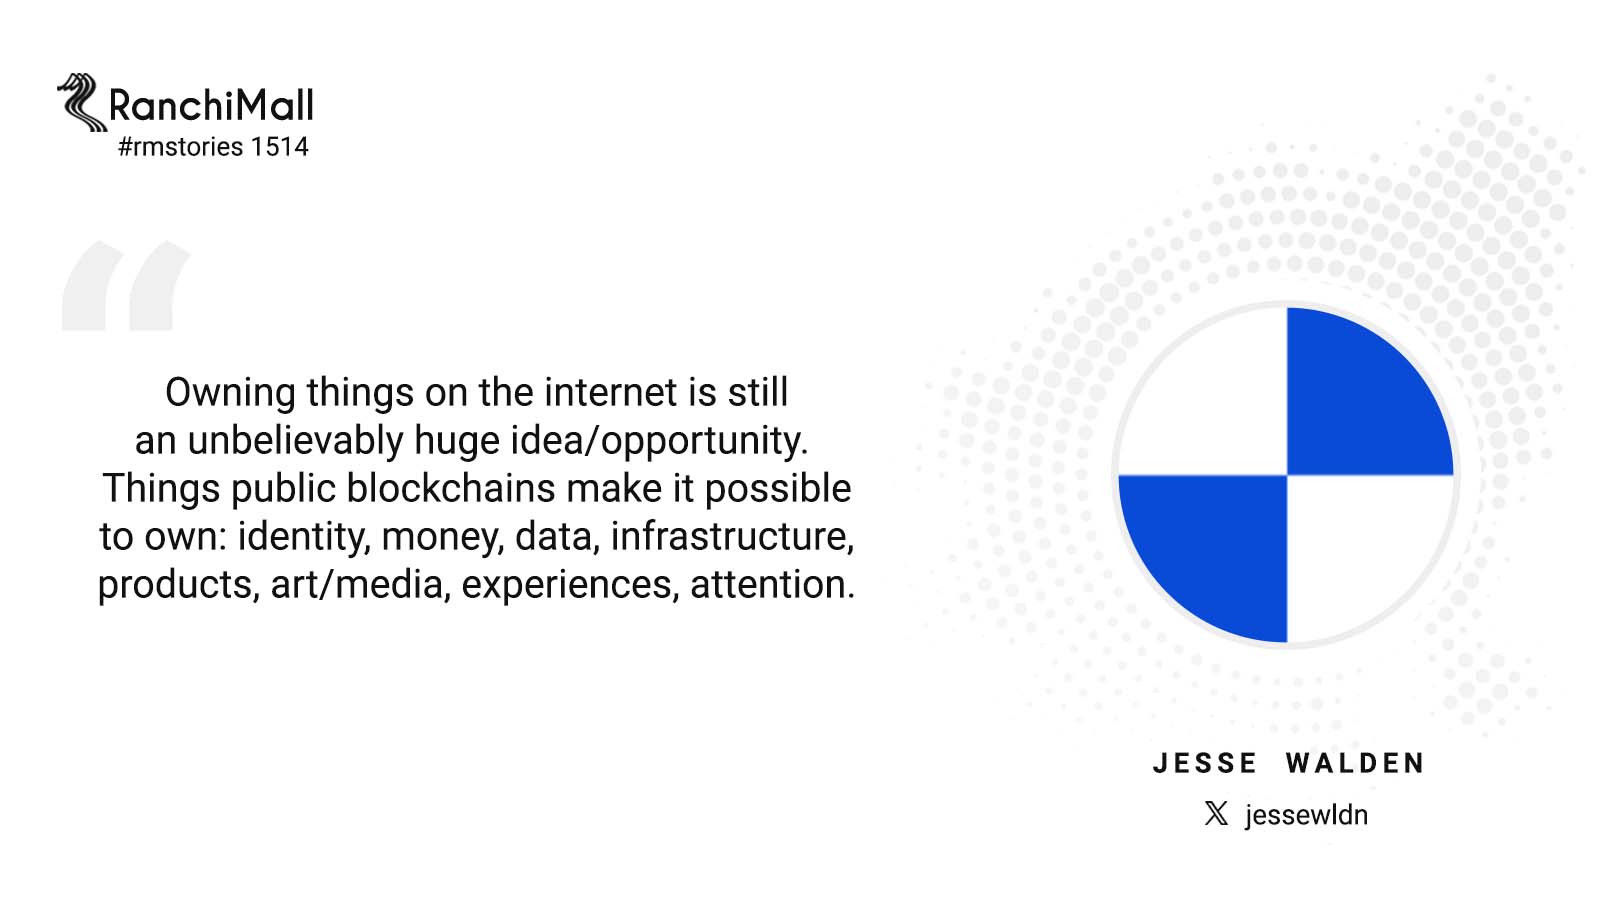 RanchiMall
#rmstories 1514
Owning things on the internet is still
an unbelievably huge idea/opportunity.
Things public blockchains make it possible
to own: identity, money, data, infrastructure,
products, art/media, experiences, attention.
JESSE WALDEN
jessewldn